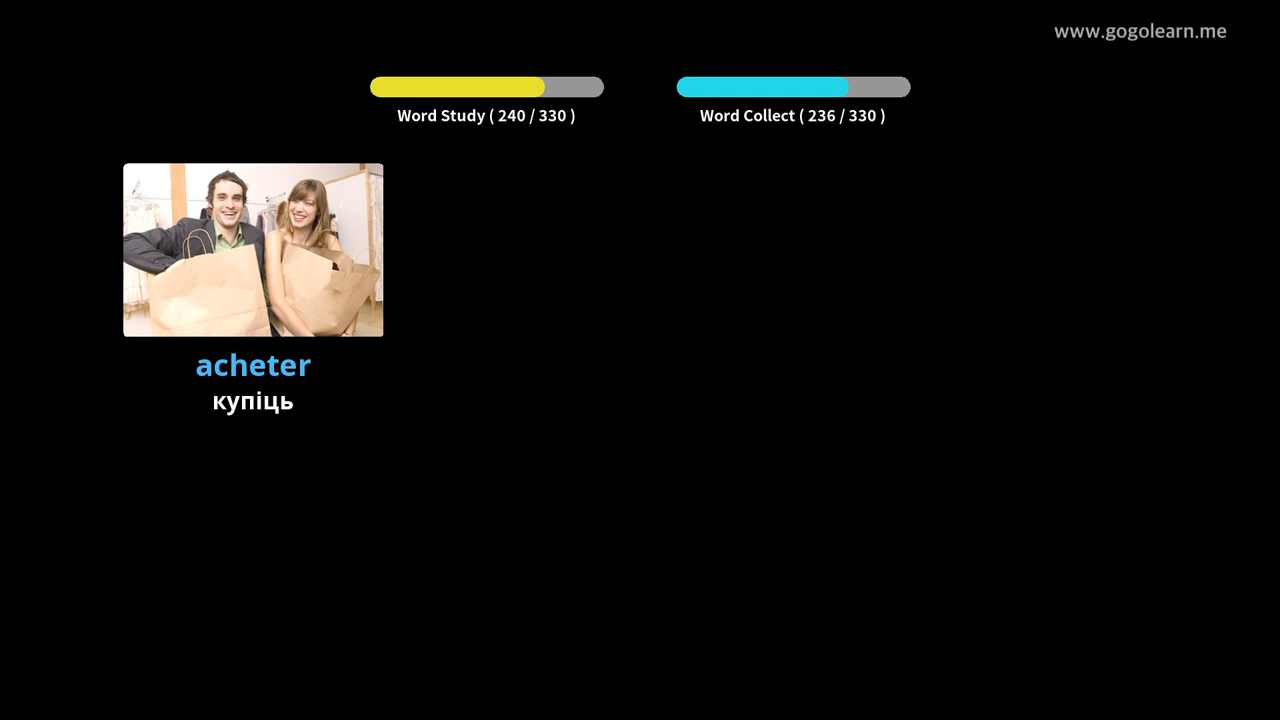 www.gogolearn.me
Word Study ( 240 / 330 )
Word Collect ( 236 / 330 )
acheter
купіць